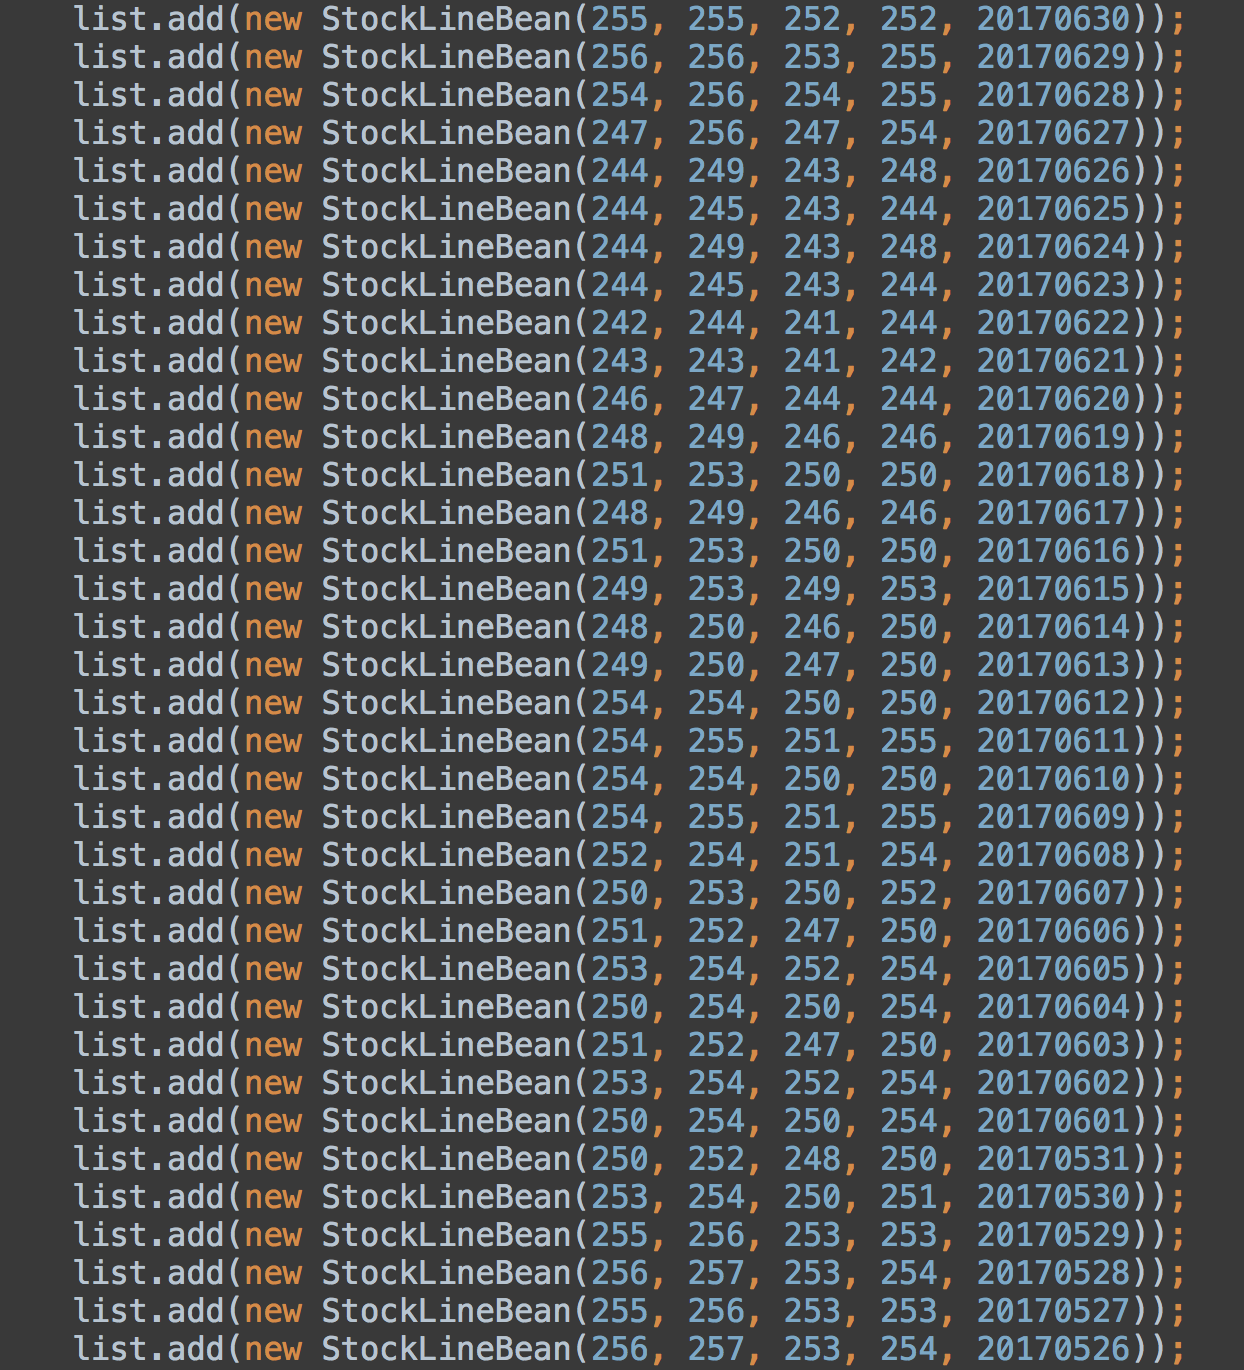 list.add(new StockLineBean(255, 255, 252, 252, 20170630));
list.add(new StockLineBean(256, 256, 253, 255, 20170629));
list.add(new StockLineBean(254, 256, 254, 255, 20170628));
list.add(new StockLineBean(247, 256, 247, 254, 20170627));
list.add(new StockLineBean(244, 249, 243, 248, 20170626));
list.add(new StockLineBean(244, 245, 243, 244, 20170625));
list.add(new StockLineBean(244, 249, 243, 248, 20170624));
list.add(new StockLineBean(244, 245, 243, 244, 20170623));
list.add(new StockLineBean(242, 244, 241, 244, 20170622));
list.add(new StockLineBean(243, 243, 241, 242, 20170621));
list.add(new StockLineBean(246, 247, 244, 244, 20170620));
list.add(new StockLineBean(248, 249, 246, 246, 20170619));
list.add(new StockLineBean(251, 253, 250, 250, 20170618));
list.add(new StockLineBean(248, 249, 246, 246, 20170617));
list.add(new StockLineBean(251, 253, 250, 250, 20170616));
list.add(new StockLineBean(249, 253, 249, 253, 20170615));
list.add(new StockLineBean(248, 250, 246, 250, 20170614));
list.add(new StockLineBean(249, 250, 247, 250, 20170613));
list.add(new StockLineBean(254, 254, 250, 250, 20170612));
list.add(new StockLineBean(254, 255, 251, 255, 20170611));
list.add(new StockLineBean(254, 254, 250, 250, 20170610));
list.add(new StockLineBean(254, 255, 251, 255, 20170609));
list.add(new StockLineBean(252, 254, 251, 254, 20170608));
list.add(new StockLineBean(250, 253, 250, 252, 20170607));
list.add(new StockLineBean(251, 252, 247, 250, 20170606));
list.add(new StockLineBean(253, 254, 252, 254, 20170605));
list.add(new StockLineBean(250, 254, 250, 254, 20170604));
list.add(new StockLineBean(251, 252, 247, 250, 20170603));
list.add(new StockLineBean(253, 254, 252, 254, 20170602));
list.add(new StockLineBean(250, 254, 250, 254, 20170601));
list.add(new StockLineBean(250, 252, 248, 250, 20170531));
list.add(new StockLineBean(253, 254, 250, 251, 20170530));
list.add(new StockLineBean(255, 256, 253, 253, 20170529));
list.add(new StockLineBean(256, 257, 253, 254, 20170528));
list.add(new StockLineBean(255, 256, 253, 253, 20170527));
list.add(new StockLineBean(256, 257, 253, 254, 20170526));